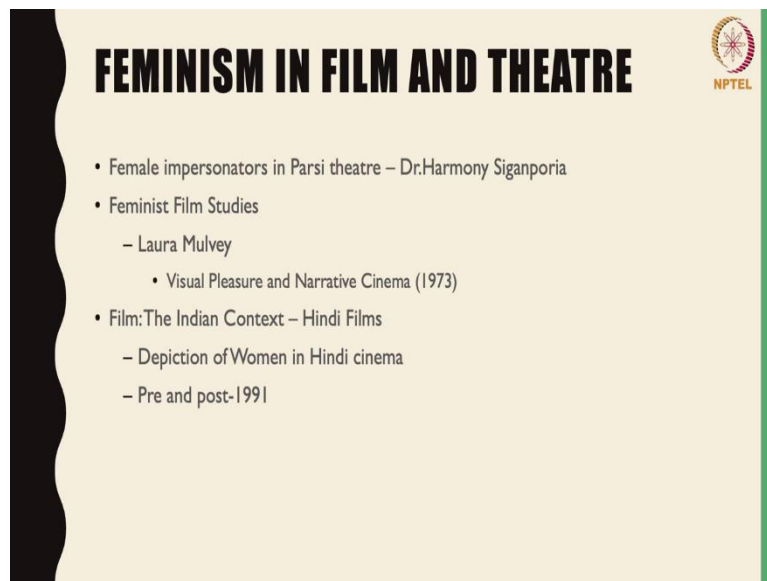 FEMINISM IN FILM AND THEATRE
NPTEL
• Female impersonators in Parsi theatre – Dr.Harmony Siganporia
• Feminist Film Studies
– Laura Mulvey
• Visual Pleasure and Narrative Cinema (1973)
• Film:The Indian Context – Hindi Films
– Depiction of Women in Hindi cinema
– Pre and post-1991